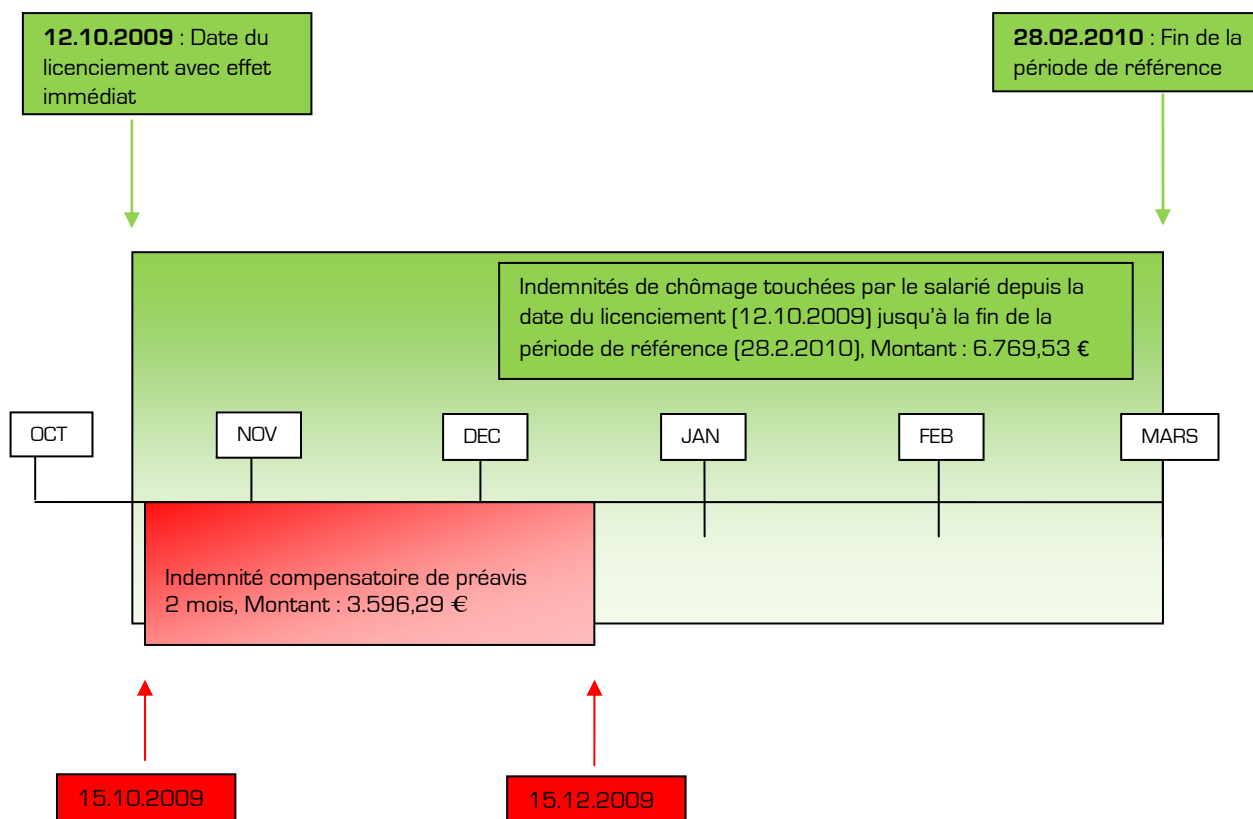 12.10.2009 : Date du
licenciement avec effet
immédiat
28.02.2010 : Fin de la
période de référence
Indemnités de chômage touchées par le salarié depuis la
date du licenciement (12.10.2009) jusqu'à la fin de la
période de référence (28.2.2010), Montant : 6.769,53 €
OCT
NOV
DEC
JAN
FEB
MARS
Indemnité compensatoire de préavis
2 mois, Montant : 3.596,29 €
15.10.2009
15.12.2009